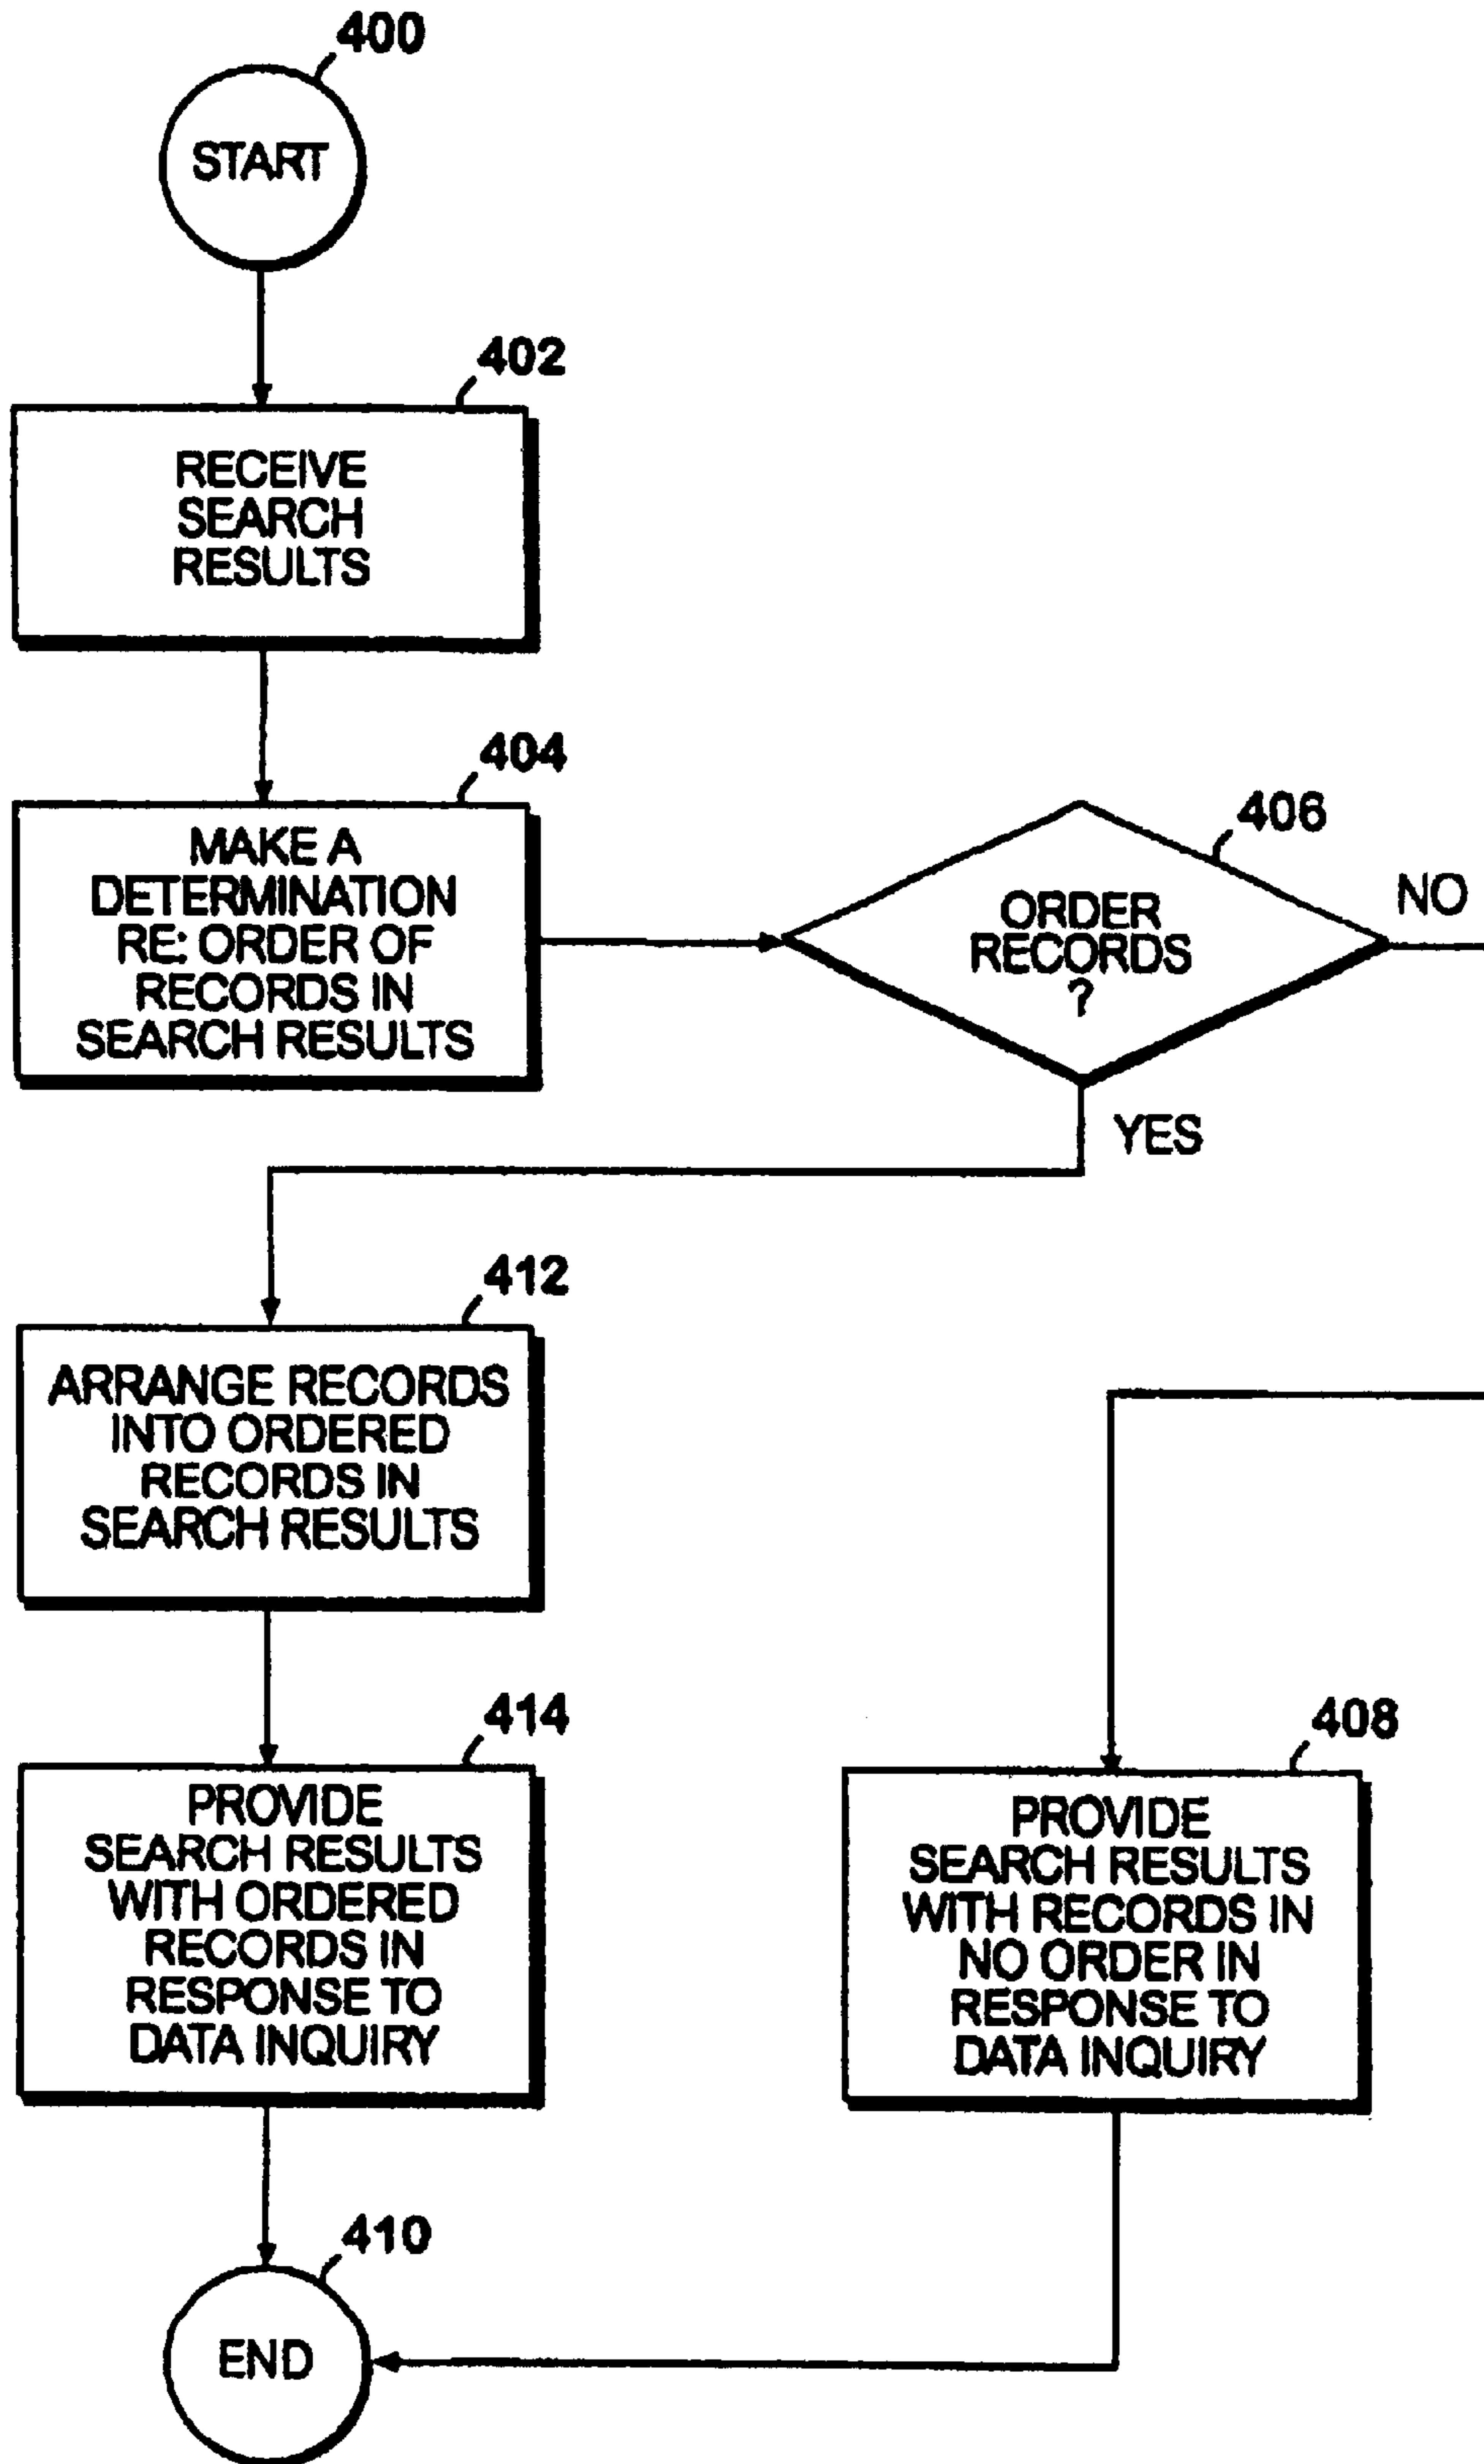 400
START
402
RECEIVE
SEARCH
RESULTS
404
MAKE A
DETERMINATION
RE: ORDER OF
RECORDS IN
SEARCH RESULTS
406
ORDER
RECORDS
?
NO
YES
412
ARRANGE RECORDS
INTO ORDERED
RECORDS IN
SEARCH RESULTS
414
PROVIDE
SEARCH RESULTS
WITH ORDERED
RECORDS IN
RESPONSE TO
DATA INQUIRY
408
PROVIDE
SEARCH RESULTS
WITH RECORDS IN
NO ORDER IN
RESPONSE TO
DATA INQUIRY
410
END